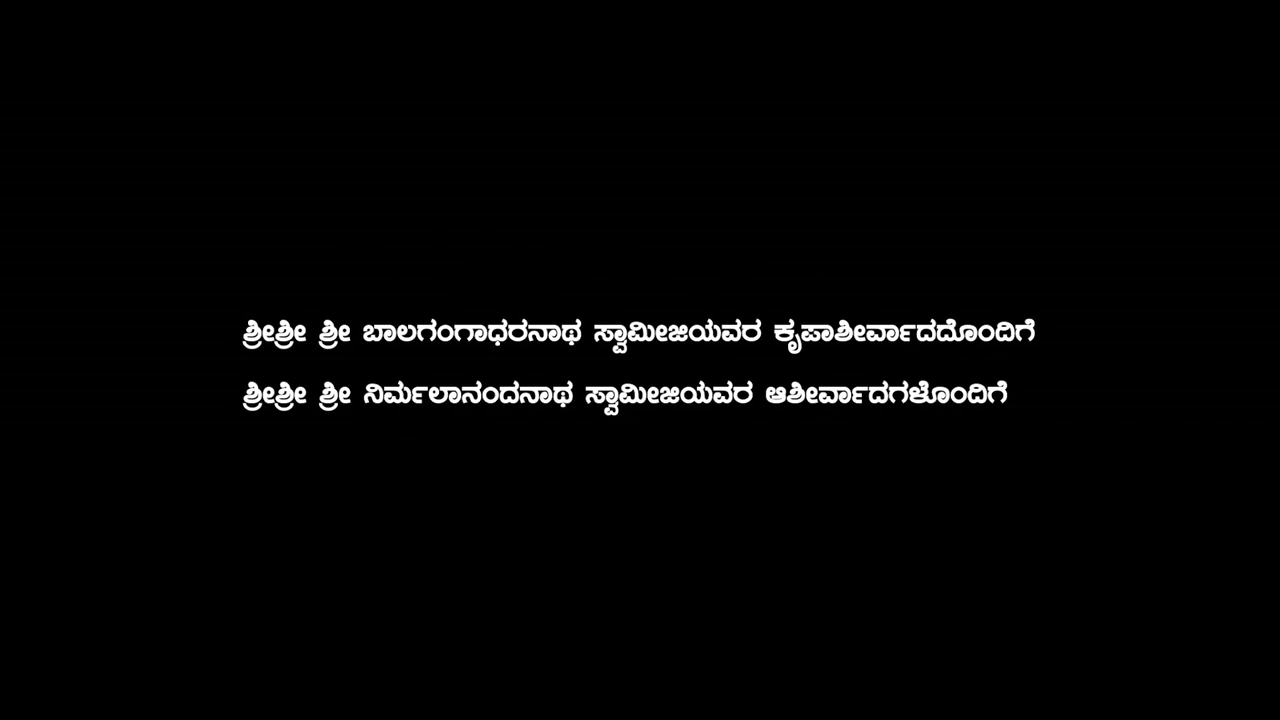 ಶ್ರೀಶ್ರೀ ಶ್ರೀ ಬಾಲಗಂಗಾಧರನಾಥ ಸ್ವಾಮೀಜಿಯವರ ಕೃಪಾಶೀರ್ವಾದದೊಂದಿಗೆ
ಶ್ರೀಶ್ರೀ ಶ್ರೀ ನಿರ್ಮಲಾನಂದನಾಥ ಸ್ವಾಮೀಜಿಯವರ ಆಶೀರ್ವಾದಗಳೊಂದಿಗೆ